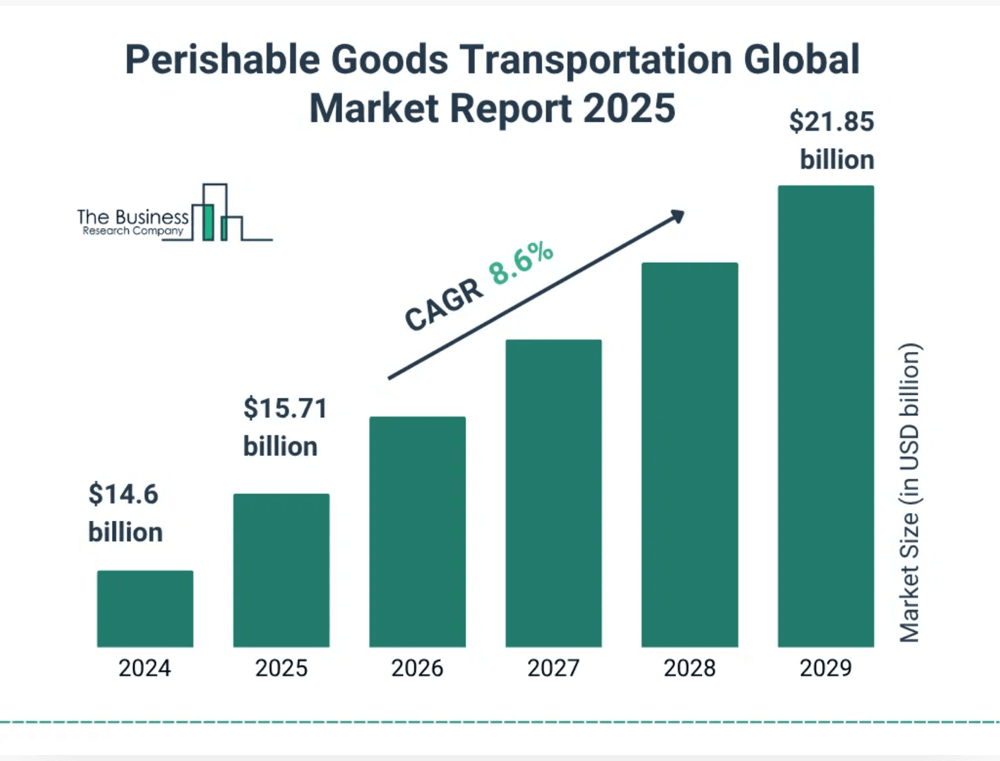 Perishable Goods Transportation Global
Market Report 2025
The Business
Research Company
CAGR 8.6%
$14.6
billion
$15.71
billion
$21.85
billion
Market Size (in USD billion)
2024
2025
2026
2027
2028
2029